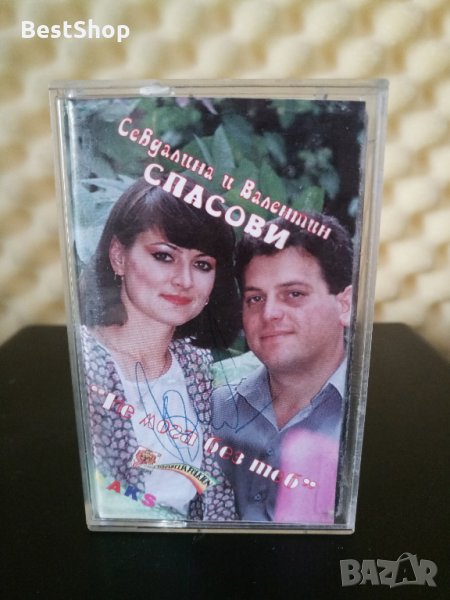 BestShop
Севдалина и Валентин
СПАСОВИ
"Не мога без теб"
AKS
BAZAR